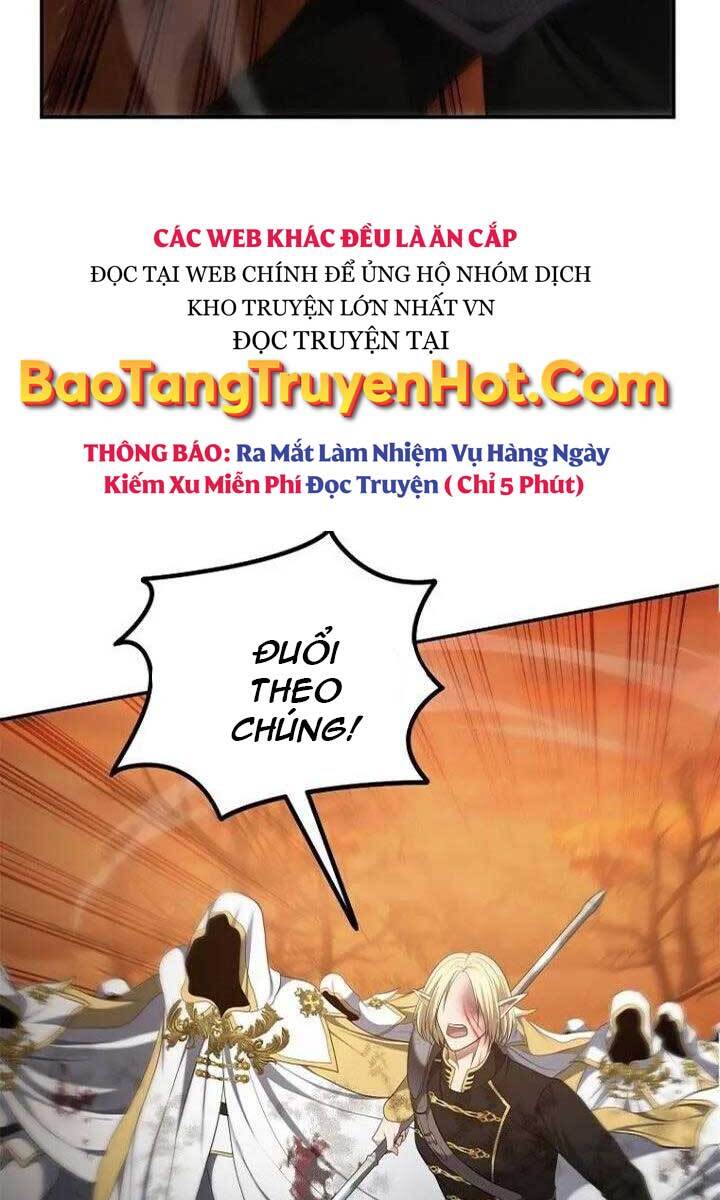 CÁC WEB KHÁC ĐỀU LÀ ĂN CẮP
ĐỌC TẠI WEB CHÍNH ĐỂ ỦNG HỘ NHÓM DỊCH
KHO TRUYỆN LỚN NHẤT VN
ĐỌC TRUYỆN TẠI
BaoTangTruyenHot.Com
THÔNG BÁO: Ra Mắt Làm Nhiệm Vụ Hàng Ngày
Kiếm Xu Miễn Phí Đọc Truyện ( Chỉ 5 Phút)
ĐUỔI
THEO
CHÚNG!